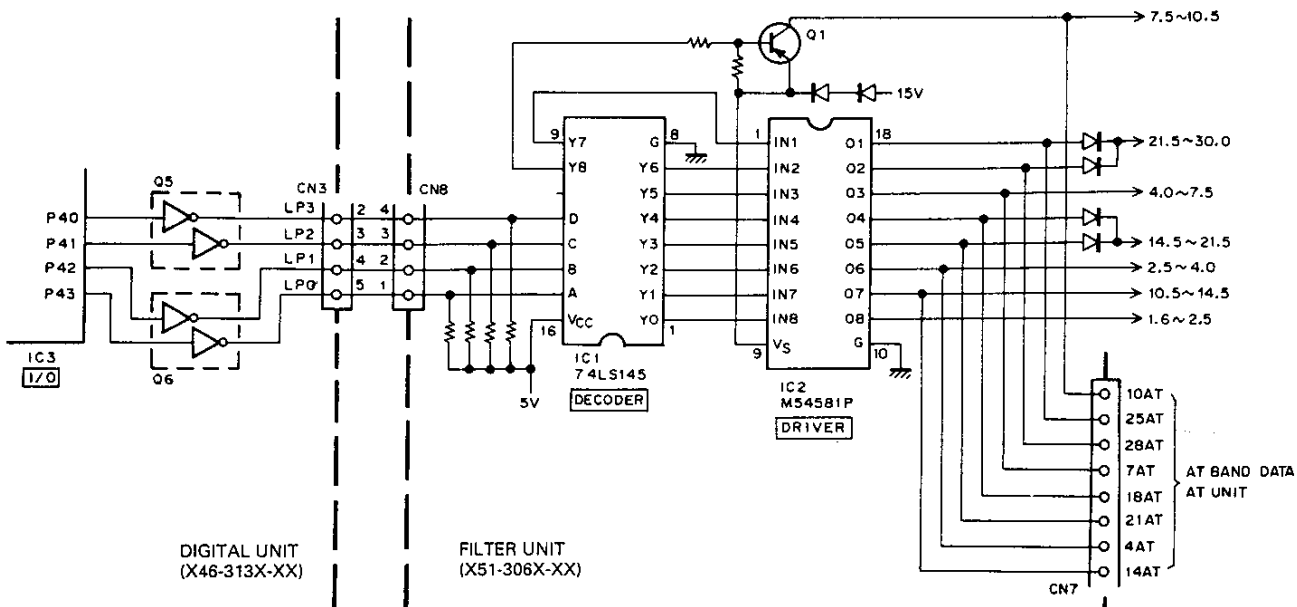 7.5~10.5
Q1
15V
9 Y7
Y8
G 8
Y6
Y5
Y4
Y3
Y2
Y1
Y0 1
D
C
B
A
VCC
16
IC1
74LS145
DECODER
5V
1 IN1
IN2
IN3
IN4
IN5
IN6
IN7
IN8
VS
9
O1 18
O2
O3
O4
O5
O6
O7
O8
G
10
IC2
M54581P
DRIVER
21.5~30.0
4.0~7.5
14.5~21.5
2.5~4.0
10.5~14.5
1.6~2.5
P40
P41
P42
P43
IC3
I/O
Q5
Q6
CN3
CN8
LP3 2 4
LP2 3 3
LP1 4 2
LP0 5 1
10AT
25AT
28AT
7AT
18AT
21AT
4AT
14AT
CN7
AT BAND DATA
AT UNIT
DIGITAL UNIT
(X46-313X-XX)
FILTER UNIT
(X51-306X-XX)